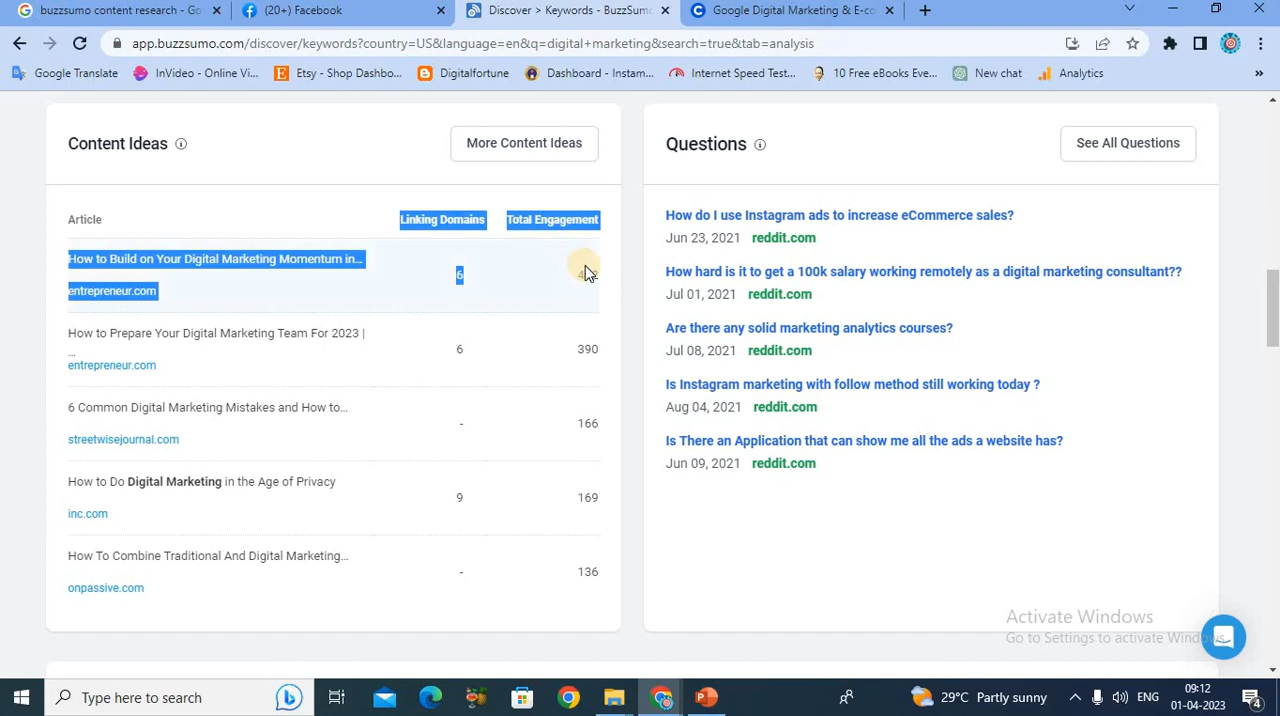 buzzsumo content research - Go
(20+) Facebook
Discover > Keywords - BuzzSumo
Google Digital Marketing & E-co
app.buzzsumo.com/discover/keywords?country=US&language=en&q=digital+marketing&search=true&tab=analysis
Google Translate
InVideo - Online Vi...
Etsy - Shop Dashbo...
Digitalfortune
Dashboard - Instam...
Internet Speed Test...
10 Free eBooks Eve...
New chat
Analytics
»
Content Ideas
More Content Ideas
Article
Linking Domains
Total Engagement
How to Build on Your Digital Marketing Momentum in...
entrepreneur.com
6
How to Prepare Your Digital Marketing Team For 2023 |
...
entrepreneur.com
6
390
6 Common Digital Marketing Mistakes and How to...
streetwisejournal.com
-
166
How to Do Digital Marketing in the Age of Privacy
inc.com
9
169
How To Combine Traditional And Digital Marketing...
onpassive.com
-
136
Questions
See All Questions
How do I use Instagram ads to increase eCommerce sales?
Jun 23, 2021 reddit.com
How hard is it to get a 100k salary working remotely as a digital marketing consultant??
Jul 01, 2021 reddit.com
Are there any solid marketing analytics courses?
Jul 08, 2021 reddit.com
Is Instagram marketing with follow method still working today ?
Aug 04, 2021 reddit.com
Is There an Application that can show me all the ads a website has?
Jun 09, 2021 reddit.com
Activate Windows
Go to Settings to activate Windows.
Type here to search
29°C Partly sunny
ENG
09:12
01-04-2023
4